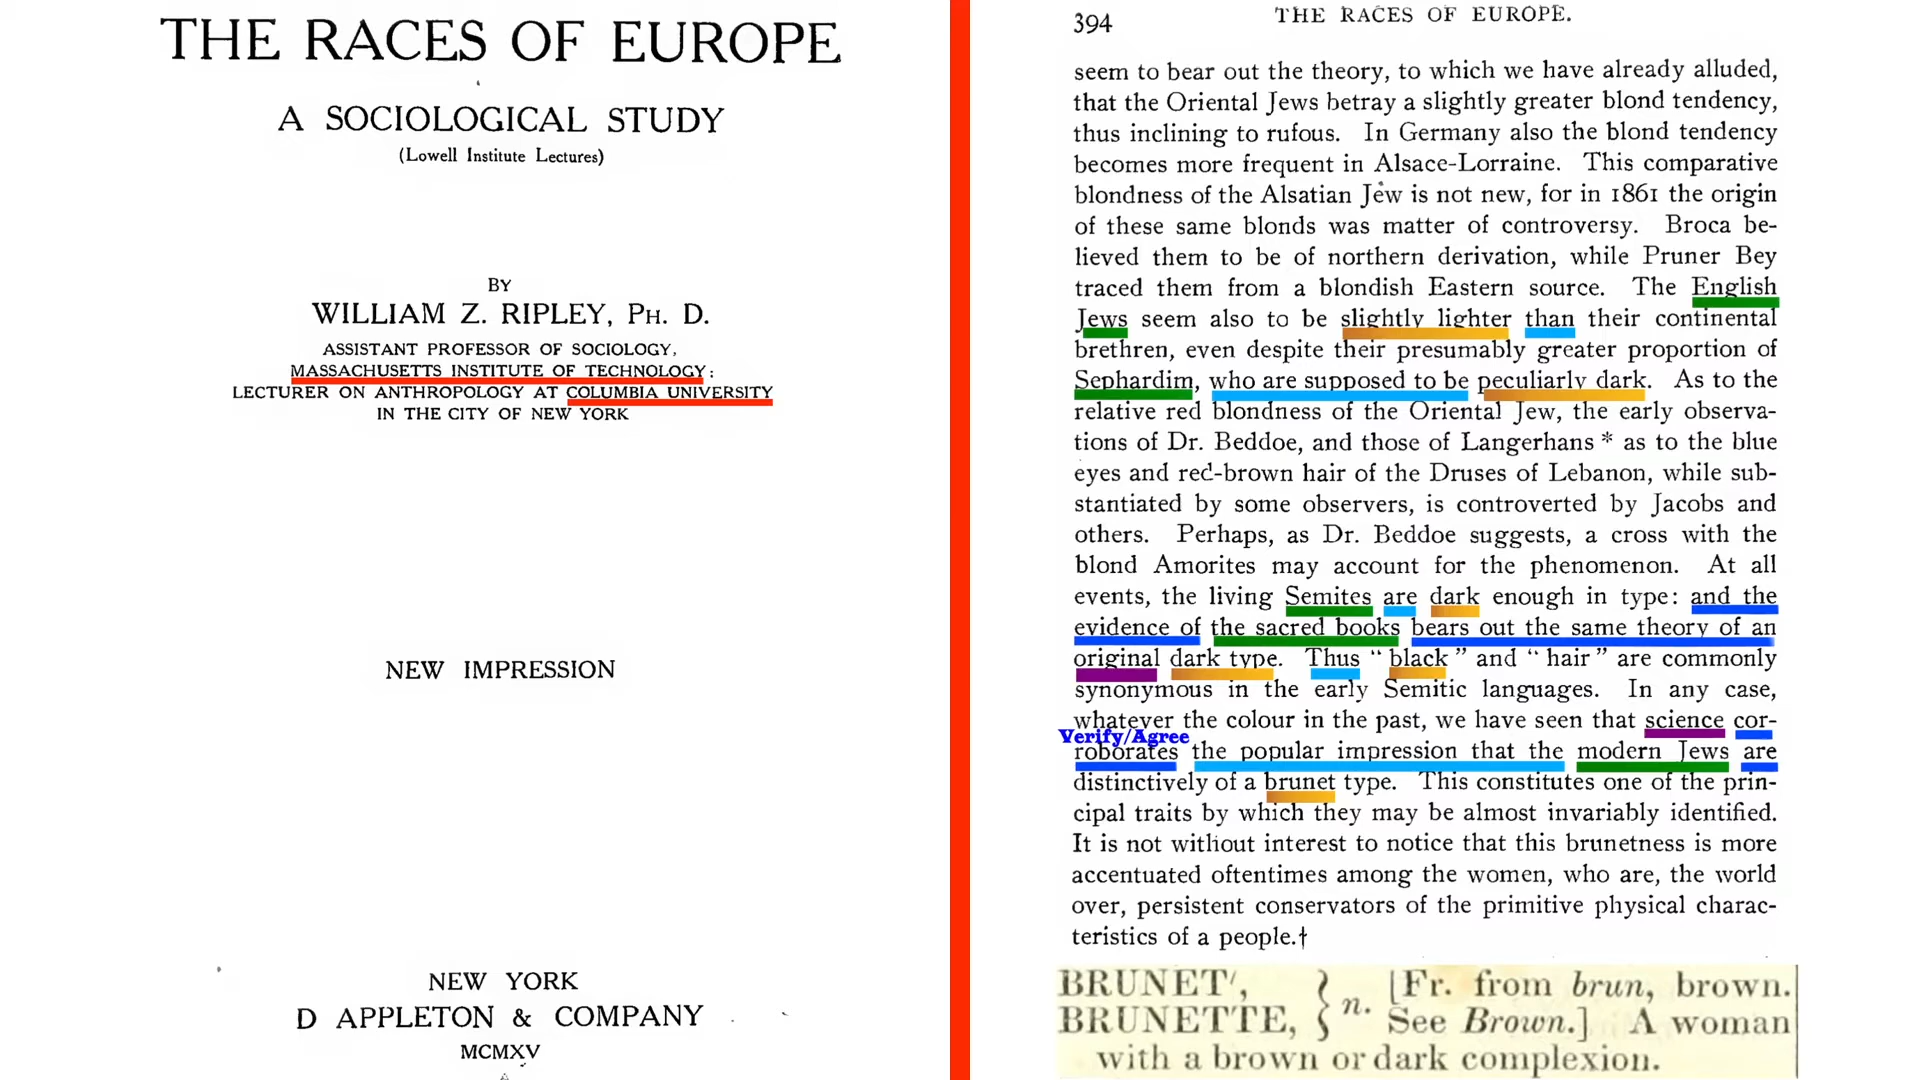 THE RACES OF EUROPE
A SOCIOLOGICAL STUDY
(Lowell Institute Lectures)
BY
WILLIAM Z. RIPLEY, PH. D.
ASSISTANT PROFESSOR OF SOCIOLOGY,
MASSACHUSETTS INSTITUTE OF TECHNOLOGY;
LECTURER ON ANTHROPOLOGY AT COLUMBIA UNIVERSITY
IN THE CITY OF NEW YORK
NEW IMPRESSION
NEW YORK
D APPLETON & COMPANY
MCMXV
394
THE RACES OF EUROPE.
seem to bear out the theory, to which we have already alluded,
that the Oriental Jews betray a slightly greater blond tendency,
thus inclining to rufous. In Germany also the blond tendency
becomes more frequent in Alsace-Lorraine. This comparative
blondness of the Alsatian Jew is not new, for in 1861 the origin
of these same blonds was matter of controversy. Broca be-
lieved them to be of northern derivation, while Pruner Bey
traced them from a blondish Eastern source. The English
Jews seem also to be slightly lighter than their continental
brethren, even despite their presumably greater proportion of
Sephardim, who are supposed to be peculiarly dark. As to the
relative red blondness of the Oriental Jew, the early observa-
tions of Dr. Beddoe, and those of Langerhans * as to the blue
eyes and red-brown hair of the Druses of Lebanon, while sub-
stantiated by some observers, is controverted by Jacobs and
others. Perhaps, as Dr. Beddoe suggests, a cross with the
blond Amorites may account for the phenomenon. At all
events, the living Semites are dark enough in type: and the
evidence of the sacred books bears out the same theory of an
original dark type. Thus “ black ” and “ hair ” are commonly
synonymous in the early Semitic languages. In any case,
whatever the colour in the past, we have seen that science cor-
Verify/Agree
roborates the popular impression that the modern Jews are
distinctively of a brunet type. This constitutes one of the prin-
cipal traits by which they may be almost invariably identified.
It is not without interest to notice that this brunetness is more
accentuated oftentimes among the women, who are, the world
over, persistent conservators of the primitive physical charac-
teristics of a people.†
BRUNET', } n. [Fr. from brun, brown.
BRUNETTE, } See Brown.] A woman
with a brown or dark complexion.